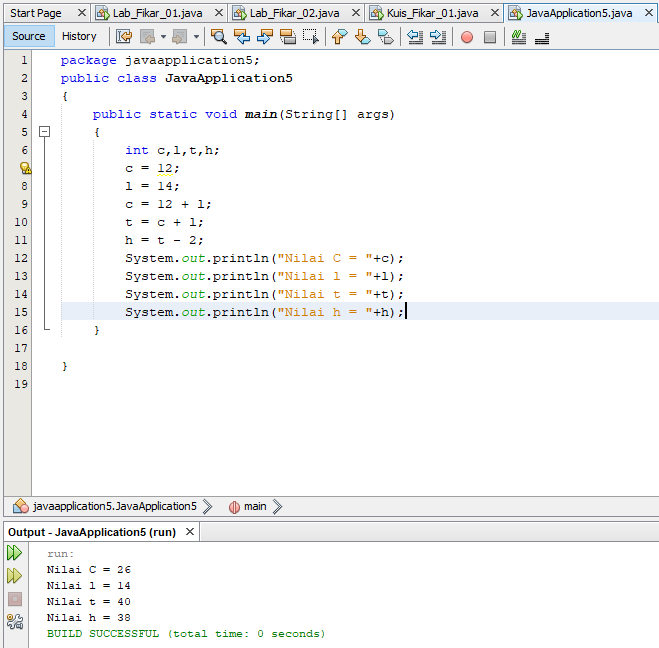 Start Page Lab_Fikar_01.java Lab_Fikar_02.java Kuis_Fikar_01.java JavaApplication5.java
Source History
1 package javaapplication5;
2 public class JavaApplication5
3 {
4 public static void main(String[] args)
5 {
6 int c,l,t,h;
c = 12;
8 l = 14;
9 c = 12 + l;
10 t = c + l;
11 h = t - 2;
12 System.out.println("Nilai C = "+c);
13 System.out.println("Nilai l = "+l);
14 System.out.println("Nilai t = "+t);
15 System.out.println("Nilai h = "+h);
16 }
17
18 }
19
javaapplication5.JavaApplication5 main
Output - JavaApplication5 (run)
run:
Nilai C = 26
Nilai l = 14
Nilai t = 40
Nilai h = 38
BUILD SUCCESSFUL (total time: 0 seconds)